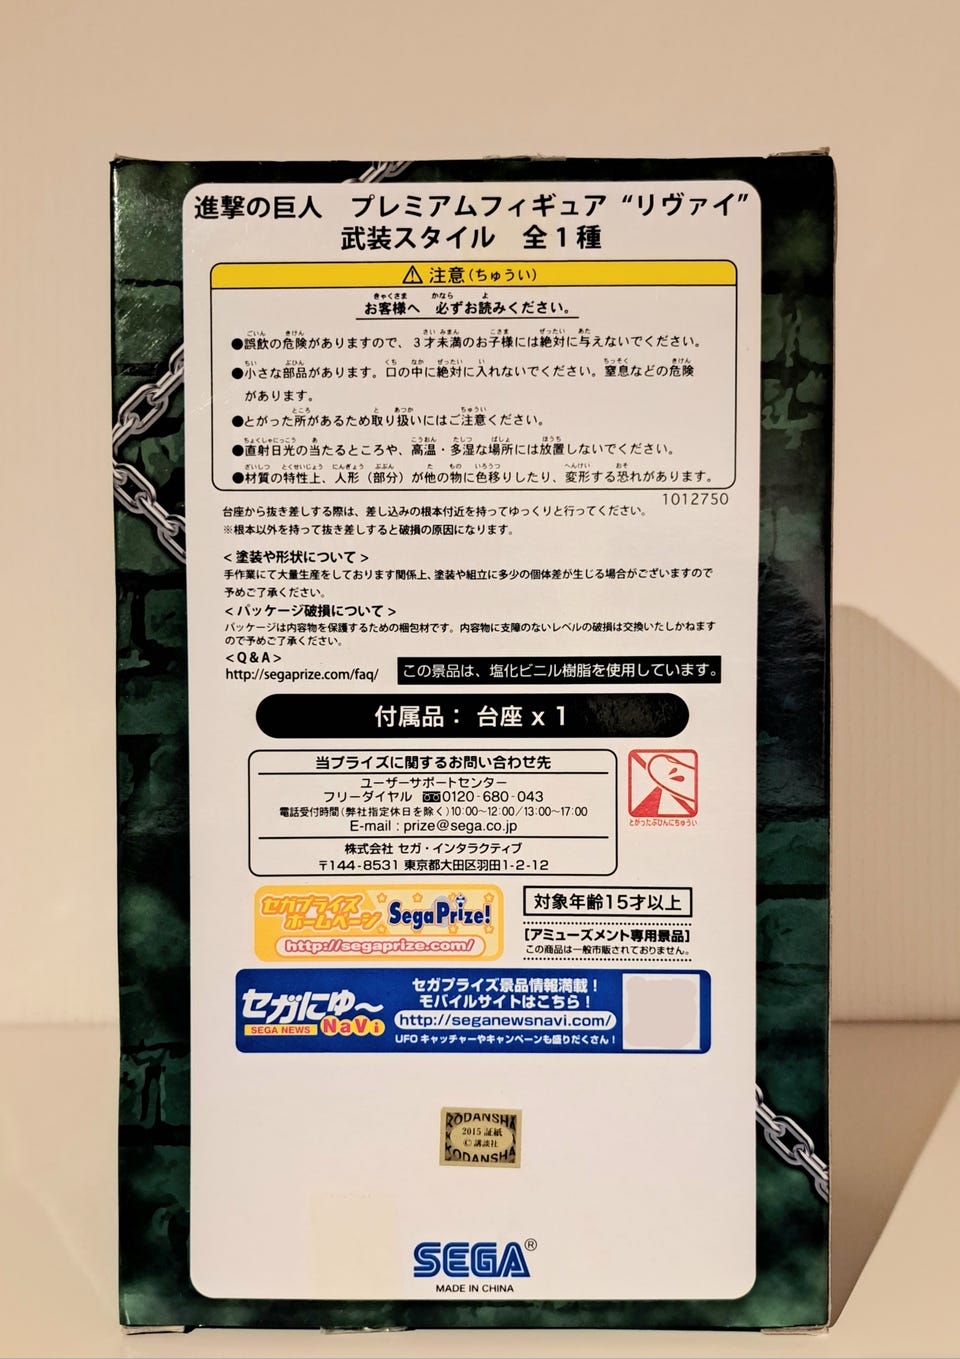 進撃の巨人　プレミアムフィギュア “リヴァイ”
武装スタイル　全1種
⚠ 注意(ちゅうい)
お客様へ　必ずお読みください。
●誤飲の危険がありますので、3才未満のお子様には絶対に与えないでください。
●小さな部品があります。口の中に絶対に入れないでください。窒息などの危険
があります。
●とがった所があるため取り扱いにはご注意ください。
●直射日光の当たるところや、高温・多湿な場所には放置しないでください。
●材質の特性上、人形（部分）が他の物に色移りしたり、変形する恐れがあります。
1012750
台座から抜き差しする際は、差し込みの根本付近を持ってゆっくりと行ってください。
※根本以外を持って抜き差しすると破損の原因になります。
＜塗装や形状について＞
手作業にて大量生産をしております関係上、塗装や組立に多少の個体差が生じる場合がございますので
予めご了承ください。
＜パッケージ破損について＞
パッケージは内容物を保護するための梱包材です。内容物に支障のないレベルの破損は交換いたしかねます
ので予めご了承ください。
＜Q&A＞
http://segaprize.com/faq/
この景品は、塩化ビニル樹脂を使用しています。
付属品：台座 x 1
当プライズに関するお問い合わせ先
ユーザーサポートセンター
フリーダイヤル 0120-680-043
電話受付時間(弊社指定休日を除く)10:00～12:00/13:00～17:00
E-mail : prize@sega.co.jp
株式会社 セガ・インタラクティブ
〒144-8531 東京都大田区羽田1-2-12
とがったぶひんにちゅうい
セガプライズ
ホームページ
SegaPrize!
http://segaprize.com/
対象年齢15才以上
[アミューズメント専用景品]
この商品は一般市販されておりません。
セガにゅ～
SEGA NEWS NaVi
セガプライズ景品情報満載！
モバイルサイトはこちら！
http://seganewsnavi.com/
UFOキャッチャーやキャンペーンも盛りだくさん！
KODANSHA
2015 証紙
©講談社
KODANSHA
SEGA®
MADE IN CHINA